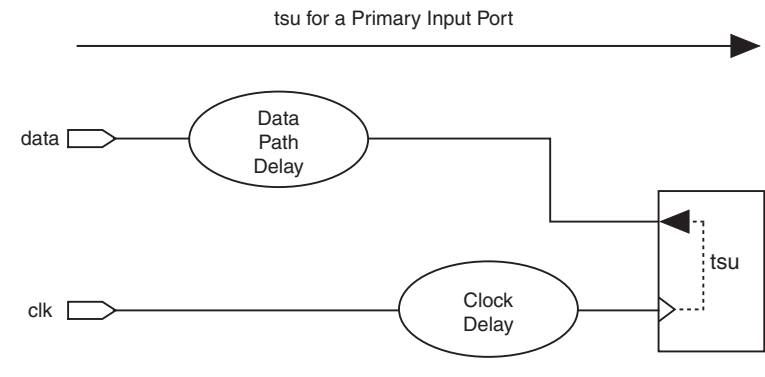 tsu for a Primary Input Port
data
Data
Path
Delay
tsu
clk
Clock
Delay